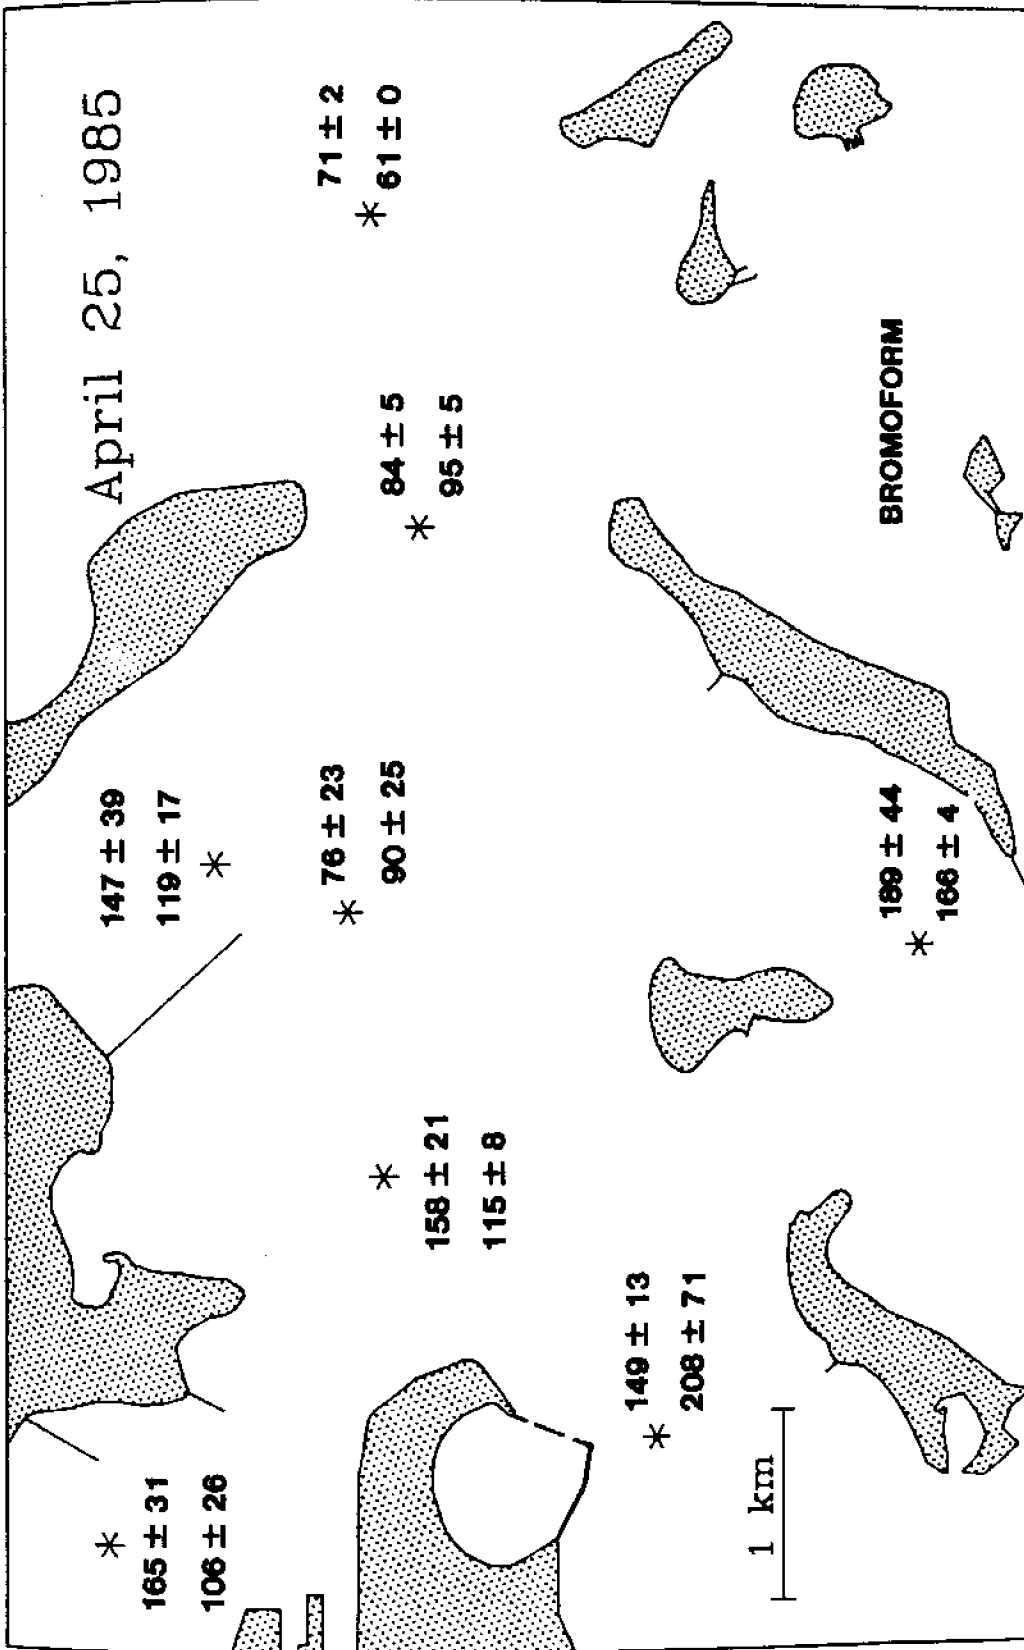 April 25, 1985
165 ± 31
106 ± 26
147 ± 39
119 ± 17
71 ± 2
61 ± 0
76 ± 23
90 ± 25
84 ± 5
95 ± 5
158 ± 21
115 ± 8
149 ± 13
208 ± 71
1 km
189 ± 44
166 ± 4
BROMOFORM